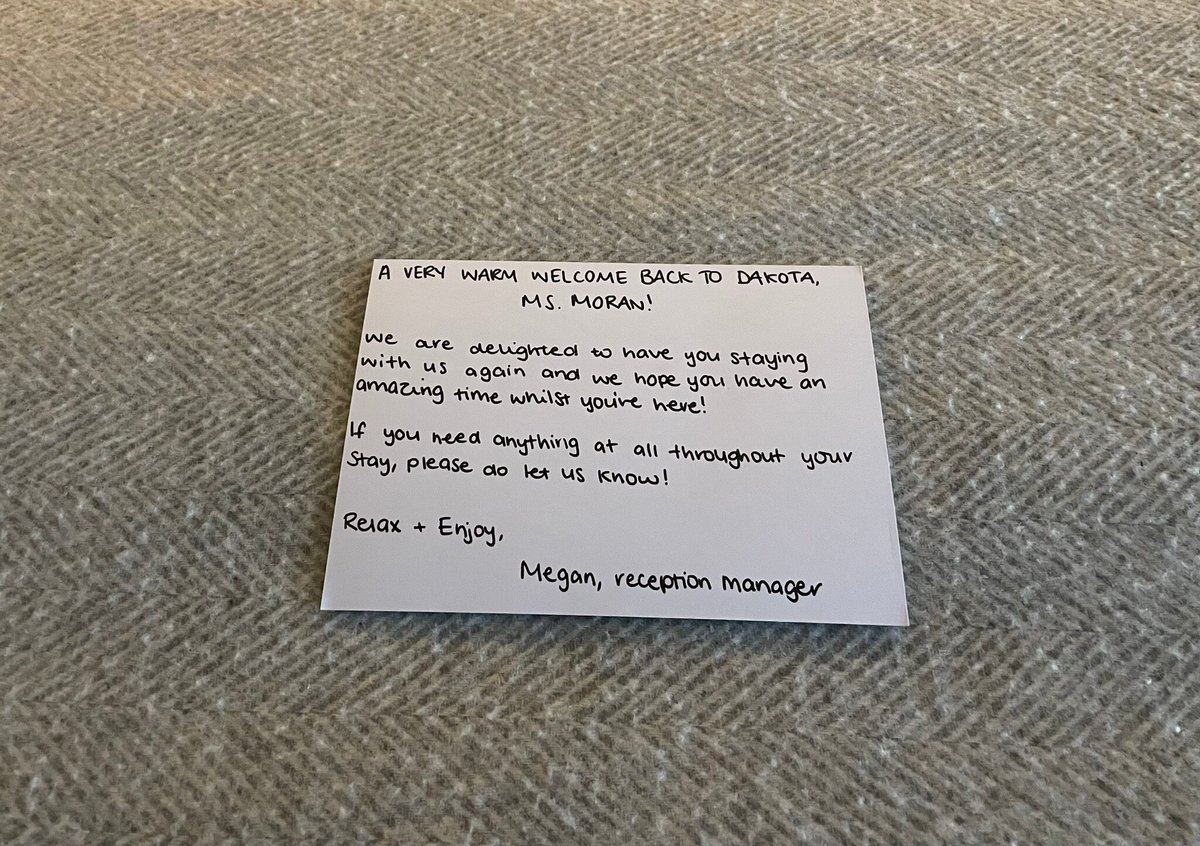 A VERY WARM WELCOME BACK TO DAKOTA,
MS. MORAN!
We are delighted to have you staying
with us again and we hope you have an
amazing time whilst you're here!
If you need anything at all throughout your
stay, please do let us know!
Relax + Enjoy,
Megan, reception manager